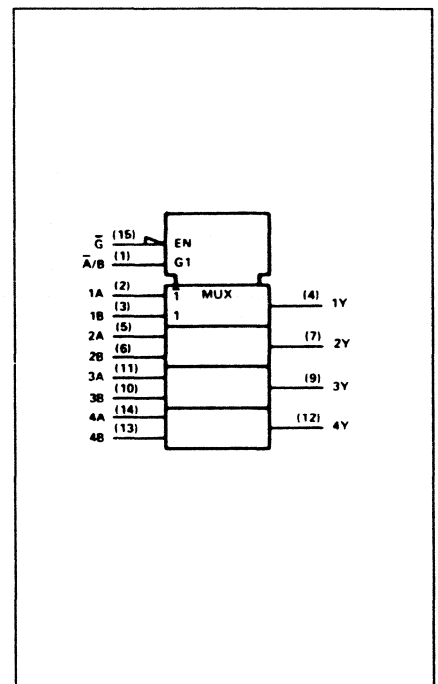 G̅ (15) EN
A̅/B (1) G1
MUX
1A (2) 1̅ (4) 1Y
1B (3) 1
2A (5) (7) 2Y
2B (6)
3A (11) (9) 3Y
3B (10)
4A (14) (12) 4Y
4B (13)